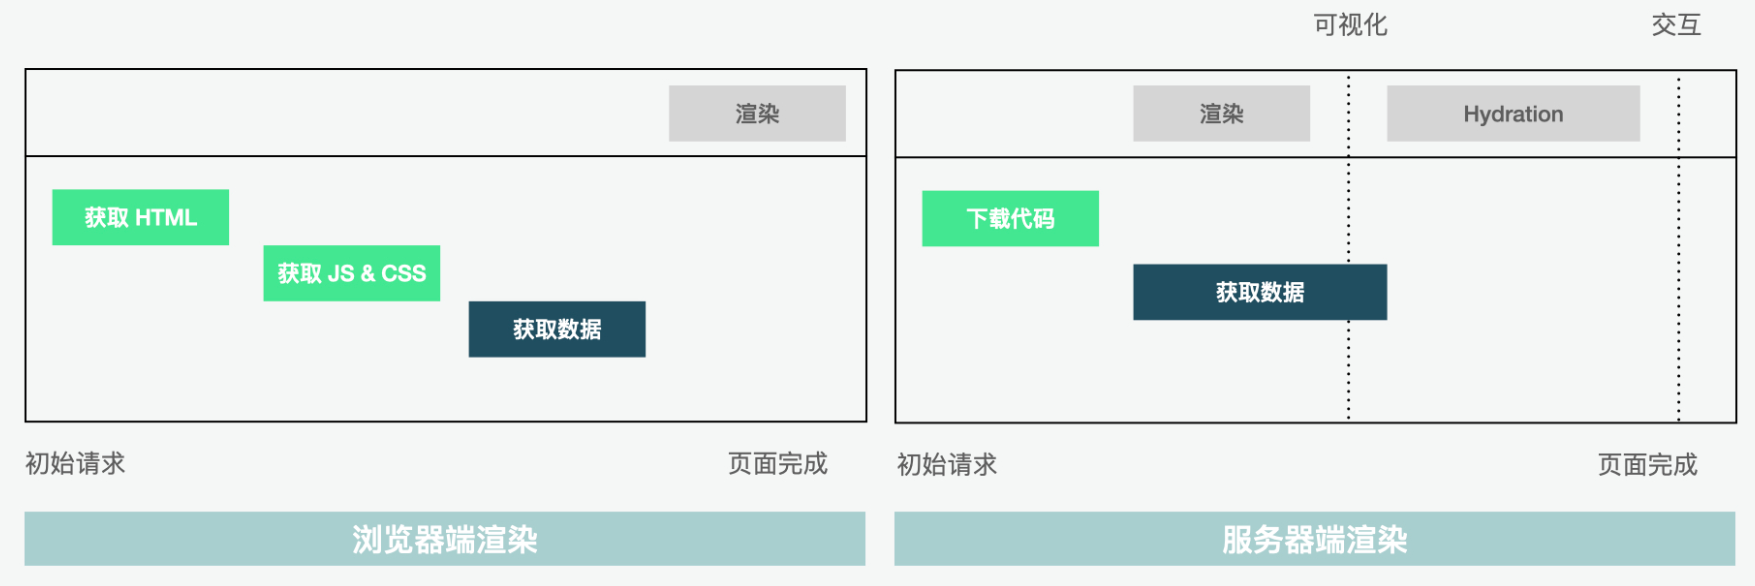 可视化
交互
渲染
获取 HTML
获取 JS & CSS
获取数据
初始请求
页面完成
浏览器端渲染
渲染
Hydration
下载代码
获取数据
初始请求
页面完成
服务器端渲染